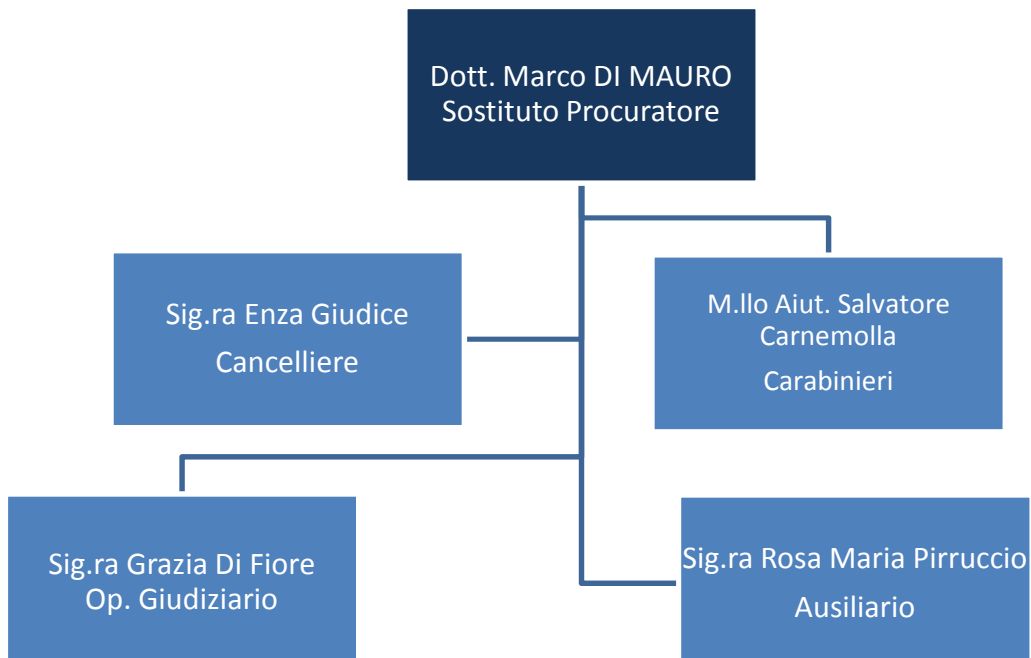 Dott. Marco DI MAURO
Sostituto Procuratore
Sig.ra Enza Giudice
Cancelliere
M.llo Aiut. Salvatore
Carnemolla
Carabinieri
Sig.ra Grazia Di Fiore
Op. Giudiziario
Sig.ra Rosa Maria Pirruccio
Ausiliario